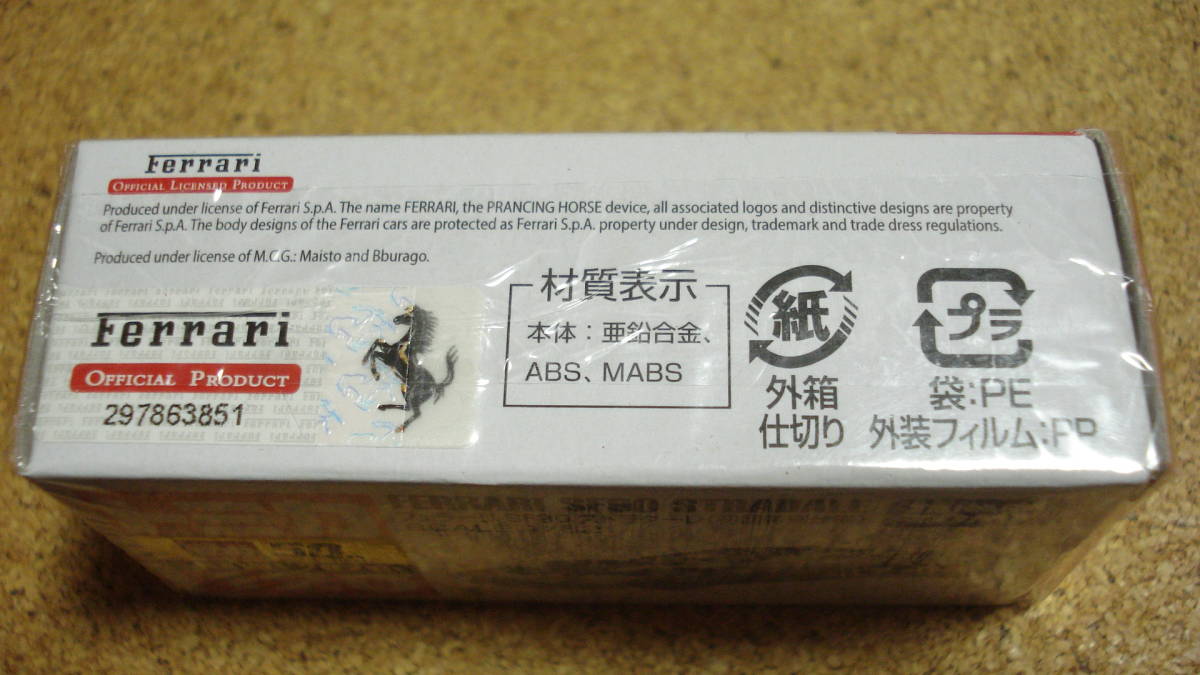 Ferrari
OFFICIAL LICENSED PRODUCT
Produced under license of Ferrari S.p.A. The name FERRARI, the PRANCING HORSE device, all associated logos and distinctive designs are property
of Ferrari S.p.A. The body designs of the Ferrari cars are protected as Ferrari S.p.A. property under design, trademark and trade dress regulations.
Produced under license of M.C.G.: Maisto and Bburago.
Ferrari
OFFICIAL PRODUCT
297863851
材質表示
本体：亜鉛合金、
ABS、MABS
紙
外箱
仕切り
プラ
袋:PE
外装フィルム:PP
FERRARI